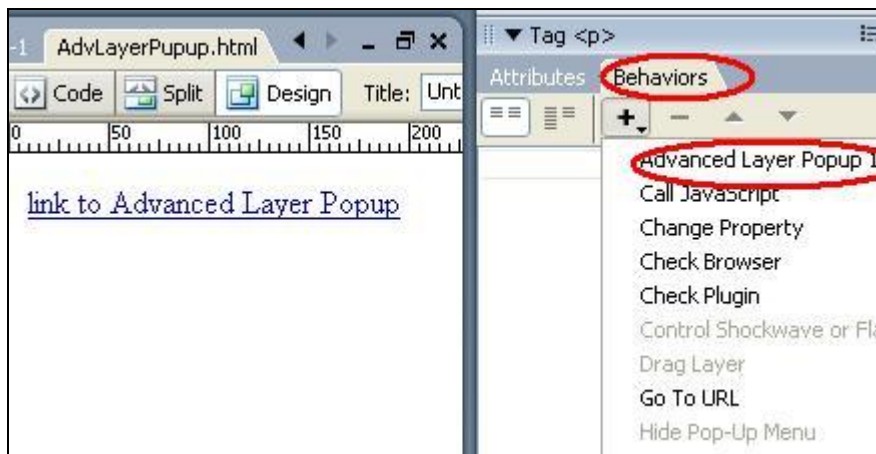 -1 AdvLayerPupup.html
Code Split Design Title: Unt
0 50 100 150 200
link to Advanced Layer Popup
Tag <p>
Attributes Behaviors
Advanced Layer Popup 1
Call JavaScript
Change Property
Check Browser
Check Plugin
Control Shockwave or Fla
Drag Layer
Go To URL
Hide Pop-Up Menu